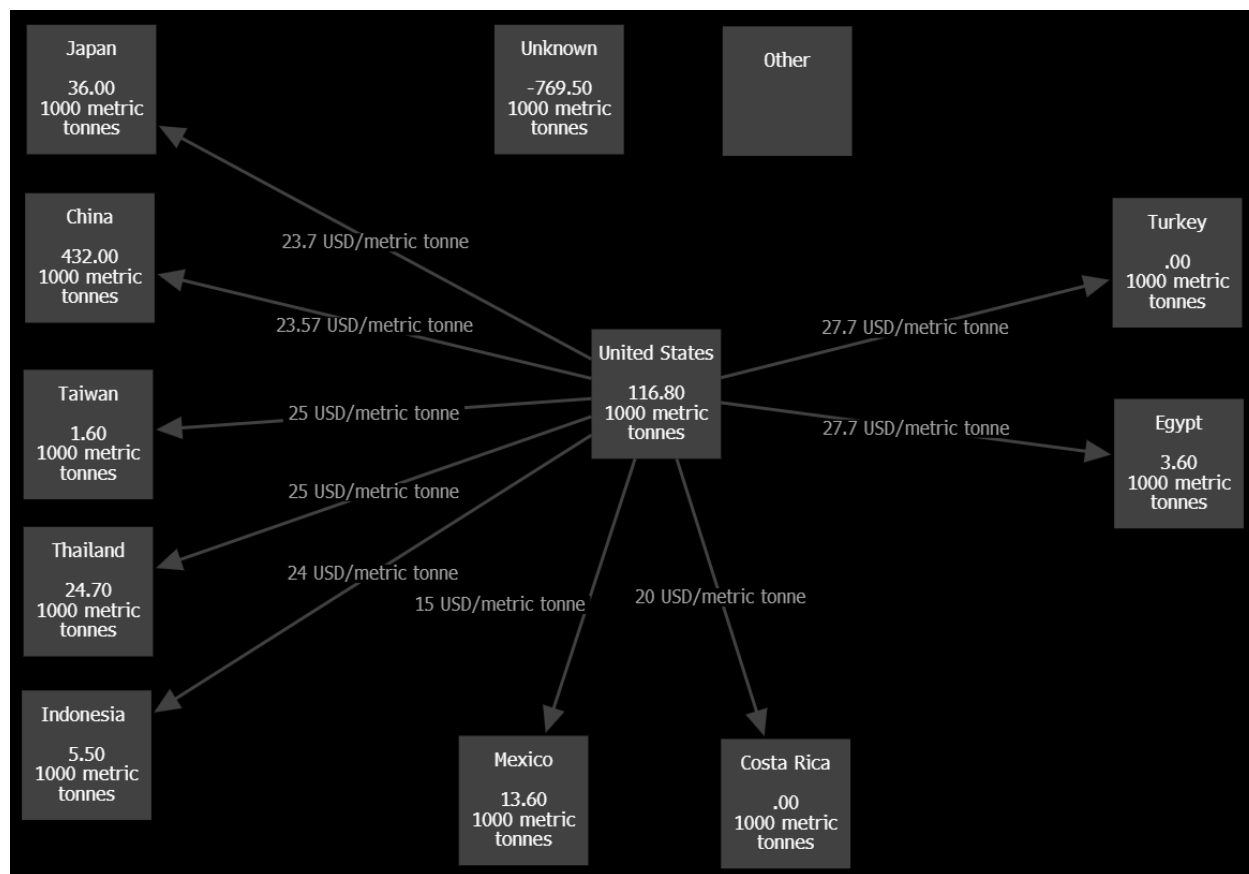 Japan
36.00
1000 metric
tonnes
Unknown
-769.50
1000 metric
tonnes
Other
China
432.00
1000 metric
tonnes
Turkey
.00
1000 metric
tonnes
23.7 USD/metric tonne
23.57 USD/metric tonne
27.7 USD/metric tonne
United States
116.80
1000 metric
tonnes
Taiwan
1.60
1000 metric
tonnes
25 USD/metric tonne
27.7 USD/metric tonne
Egypt
3.60
1000 metric
tonnes
25 USD/metric tonne
Thailand
24.70
1000 metric
tonnes
24 USD/metric tonne
15 USD/metric tonne
20 USD/metric tonne
Indonesia
5.50
1000 metric
tonnes
Mexico
13.60
1000 metric
tonnes
Costa Rica
.00
1000 metric
tonnes